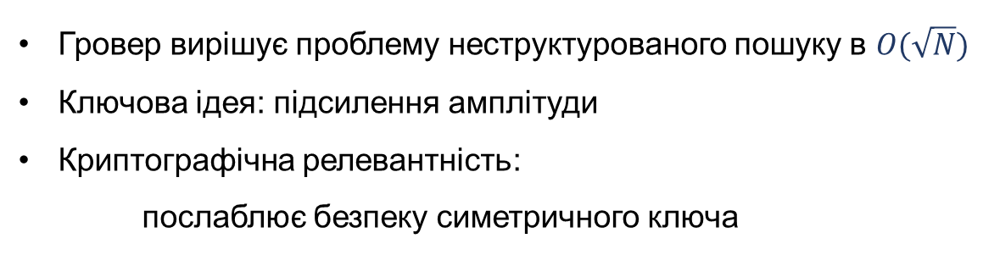 • Гровер вирішує проблему неструктурованого пошуку в O(√N)
• Ключова ідея: підсилення амплітуди
• Криптографічна релевантність:
послаблює безпеку симетричного ключа